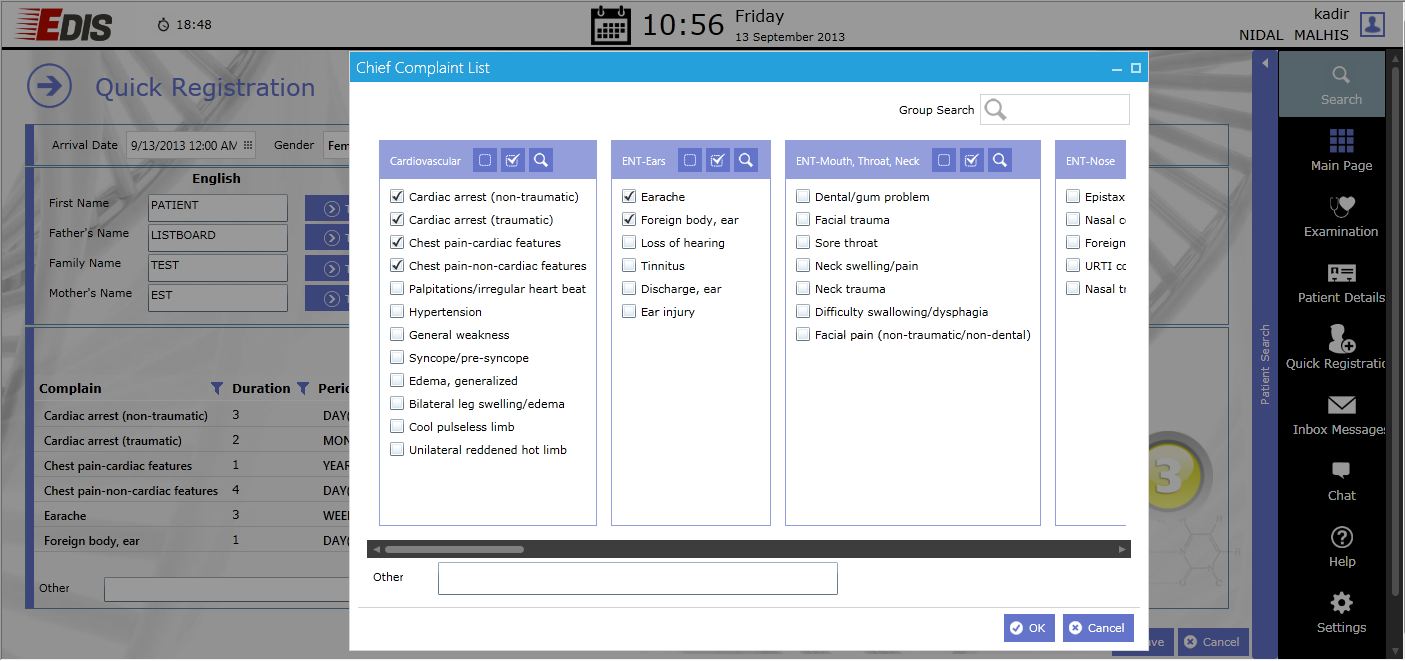 EDIS
18:48
10:56
Friday
13 September 2013
kadir
NIDAL MALHIS
Quick Registration
Arrival Date 9/13/2013 12:00 AM Gender Fem
English
First Name PATIENT
Father's Name LISTBOARD
Family Name TEST
Mother's Name EST
Complain Duration Peric
Cardiac arrest (non-traumatic) 3 DAY(
Cardiac arrest (traumatic) 2 MON
Chest pain-cardiac features 1 YEAR
Chest pain-non-cardiac features 4 DAY(
Earache 3 WEEI
Foreign body, ear 1 DAY(
Other
Chief Complaint List
Group Search
Cardiovascular
Cardiac arrest (non-traumatic)
Cardiac arrest (traumatic)
Chest pain-cardiac features
Chest pain-non-cardiac features
Palpitations/irregular heart beat
Hypertension
General weakness
Syncope/pre-syncope
Edema, generalized
Bilateral leg swelling/edema
Cool pulseless limb
Unilateral reddened hot limb
ENT-Ears
Earache
Foreign body, ear
Loss of hearing
Tinnitus
Discharge, ear
Ear injury
ENT-Mouth, Throat, Neck
Dental/gum problem
Facial trauma
Sore throat
Neck swelling/pain
Neck trauma
Difficulty swallowing/dysphagia
Facial pain (non-traumatic/non-dental)
ENT-Nose
Epistax
Nasal c
Foreign
URTI cc
Nasal tr
Other
OK Cancel
3
ve Cancel
Patient Search
Search
Main Page
Examination
Patient Details
Quick Registratic
Inbox Messages
Chat
Help
Settings